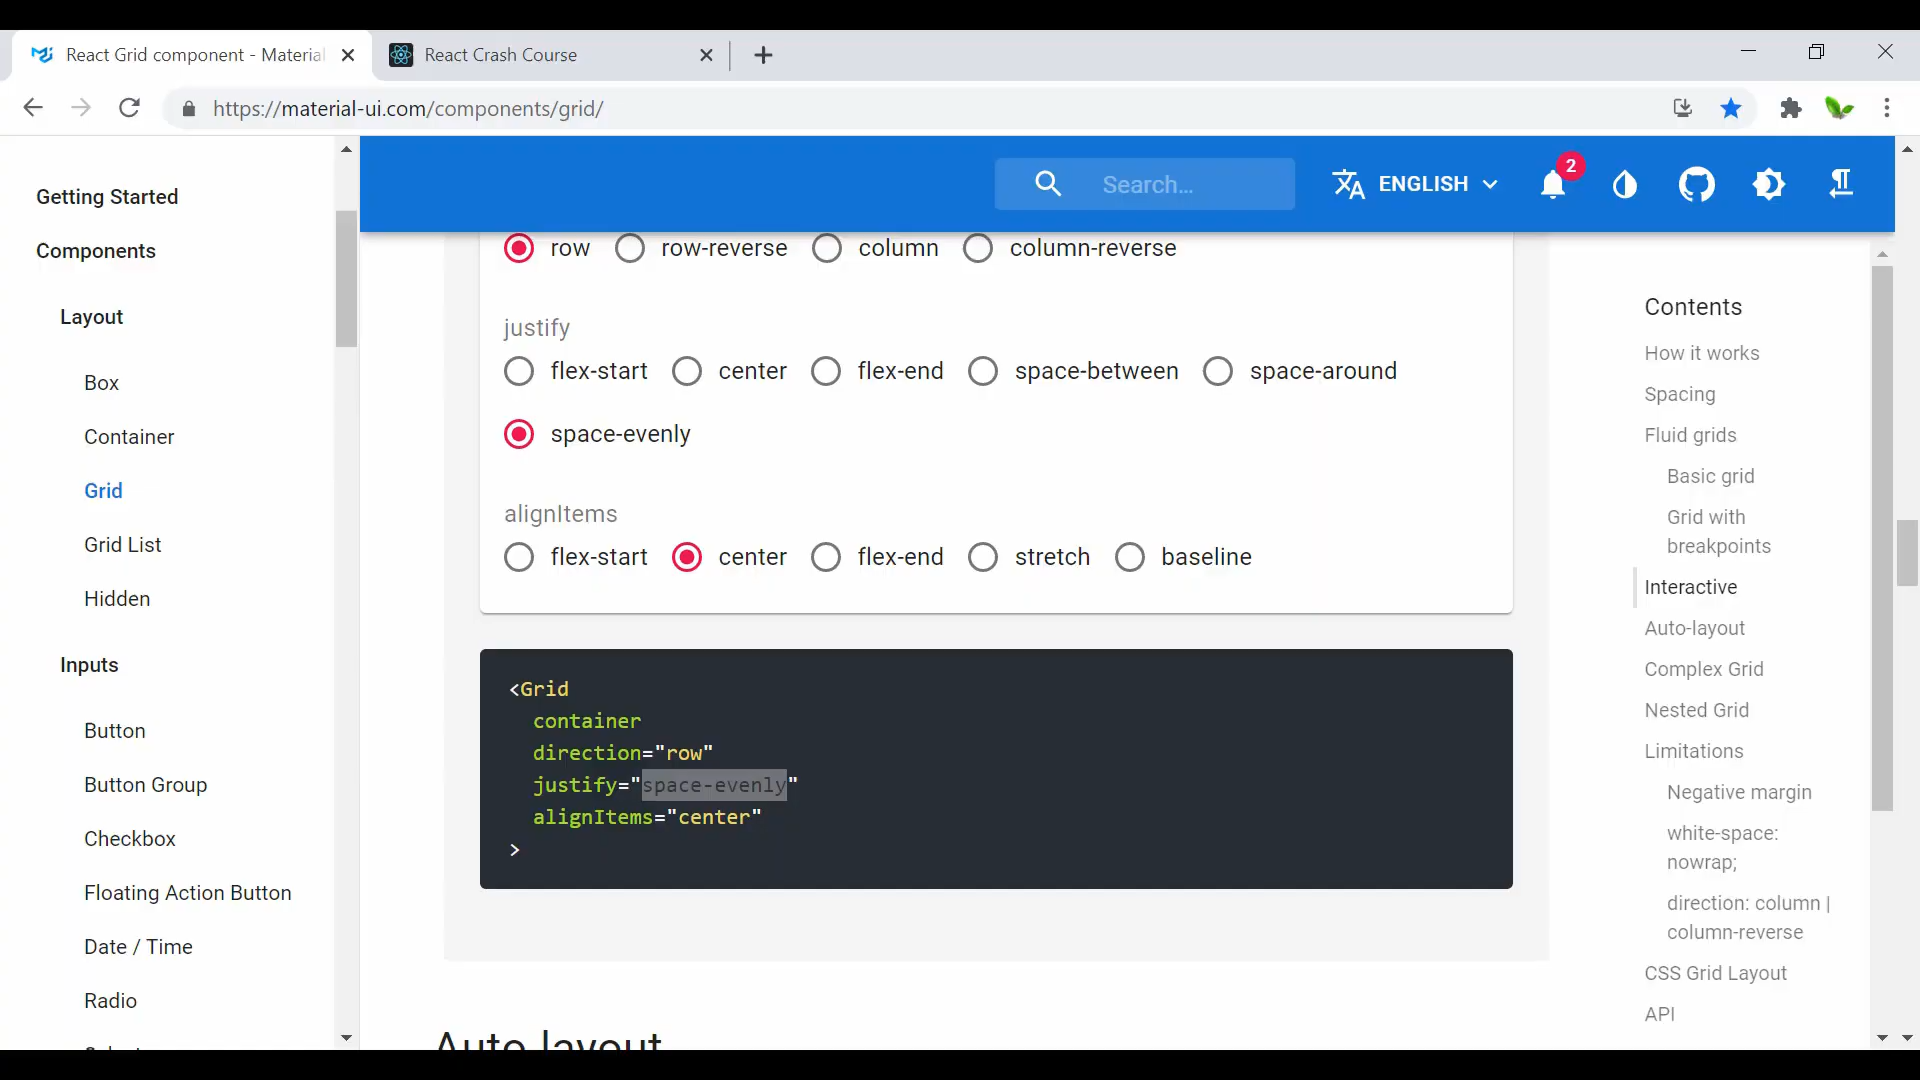 React Grid component - Material
React Crash Course
https://material-ui.com/components/grid/
Search...
ENGLISH
2
Getting Started
Components
Layout
Box
Container
Grid
Grid List
Hidden
Inputs
Button
Button Group
Checkbox
Floating Action Button
Date / Time
Radio
row row-reverse column column-reverse
justify
flex-start center flex-end space-between space-around
space-evenly
alignItems
flex-start center flex-end stretch baseline
<Grid
container
direction="row"
justify="space-evenly"
alignItems="center"
>
Auto-layout
Contents
How it works
Spacing
Fluid grids
Basic grid
Grid with
breakpoints
Interactive
Auto-layout
Complex Grid
Nested Grid
Limitations
Negative margin
white-space:
nowrap;
direction: column |
column-reverse
CSS Grid Layout
API